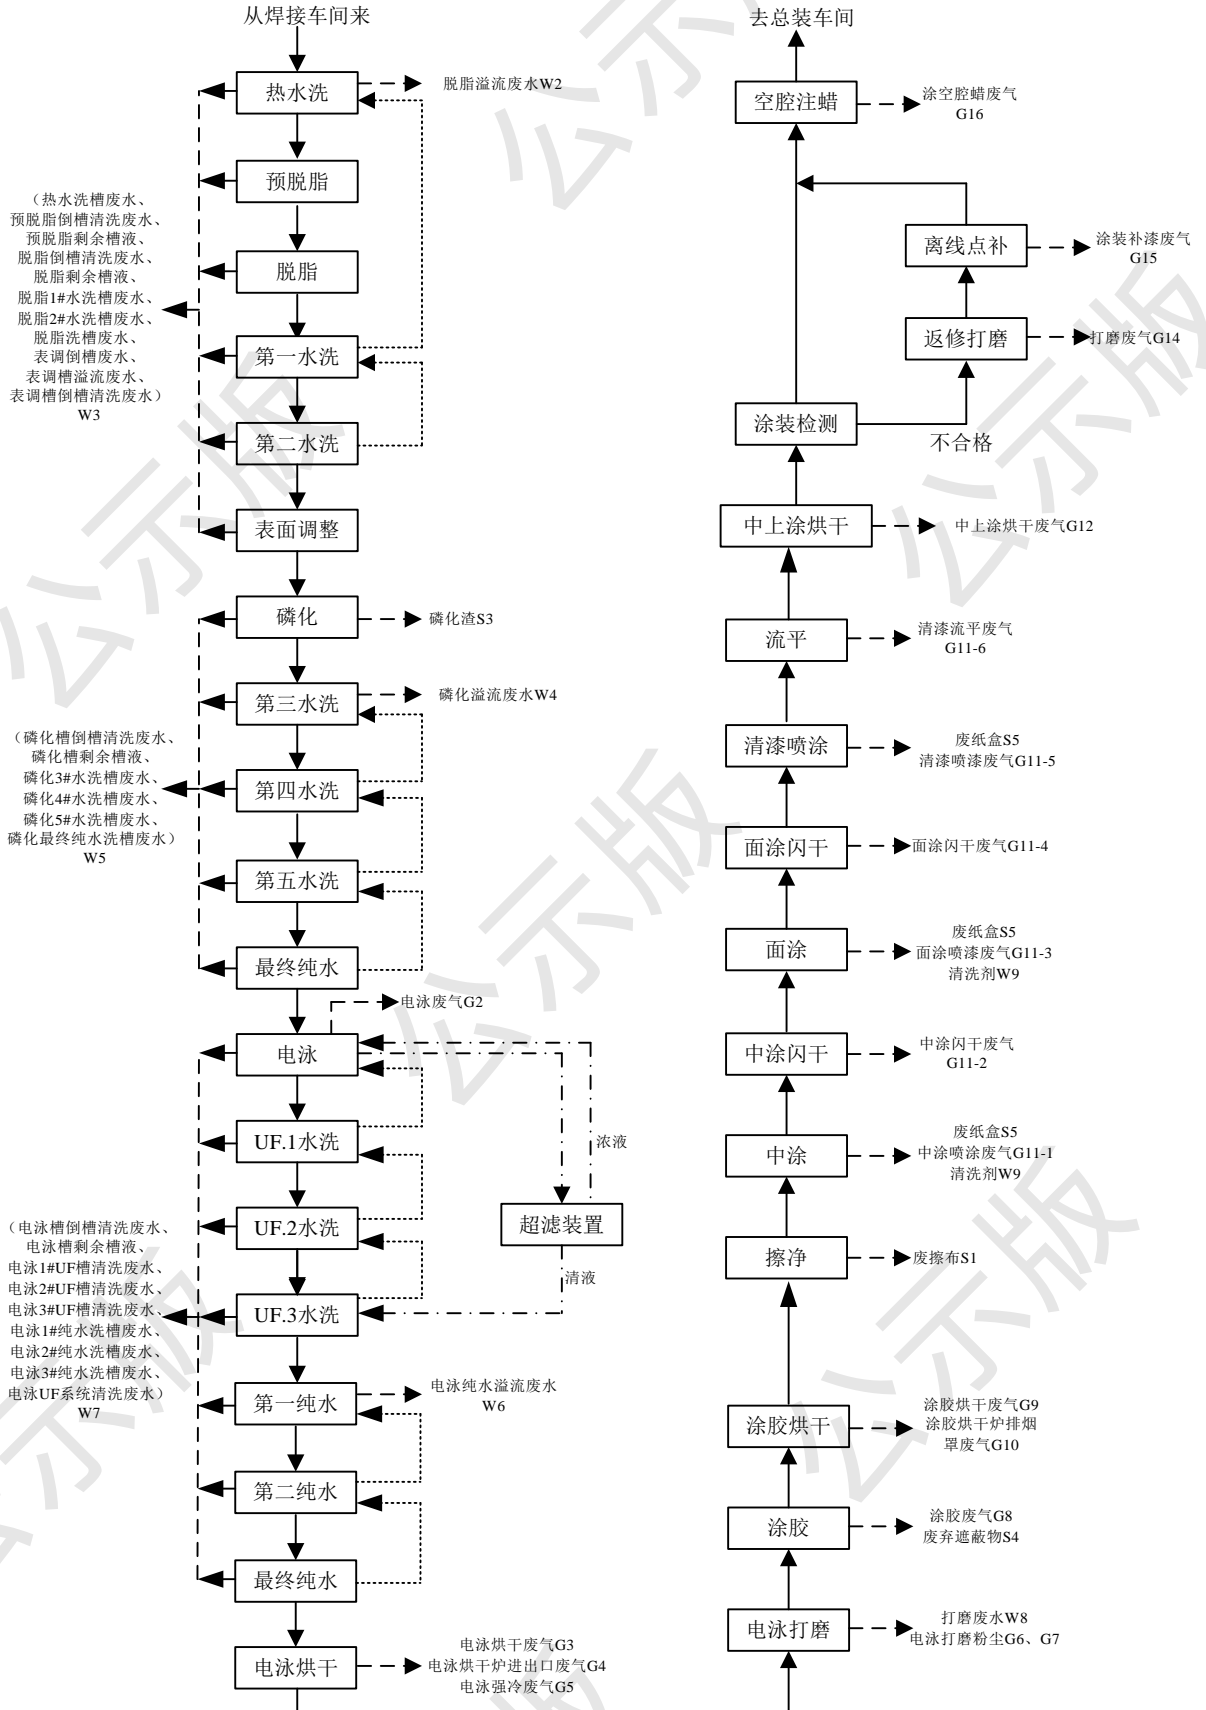 从焊接车间来
热水洗
脱脂溢流废水W2
预脱脂
(热水洗槽废水、
预脱脂倒槽清洗废水、
预脱脂剩余槽液、
脱脂倒槽清洗废水、
脱脂剩余槽液、
脱脂1#水洗槽废水、
脱脂2#水洗槽废水、
脱脂洗槽废水、
表调倒槽废水、
表调槽溢流废水、
表调槽倒槽清洗废水)
W3
脱脂
第一水洗
第二水洗
表面调整
磷化
磷化渣S3
第三水洗
磷化溢流废水W4
(磷化槽倒槽清洗废水、
磷化槽剩余槽液、
磷化3#水洗槽废水、
磷化4#水洗槽废水、
磷化5#水洗槽废水、
磷化最终纯水洗槽废水)
W5
第四水洗
第五水洗
最终纯水
电泳废气G2
电泳
UF.1水洗
浓液
UF.2水洗
超滤装置
清液
UF.3水洗
(电泳槽倒槽清洗废水、
电泳槽剩余槽液、
电泳1#UF槽清洗废水、
电泳2#UF槽清洗废水、
电泳3#UF槽清洗废水、
电泳1#纯水洗槽废水、
电泳2#纯水洗槽废水、
电泳3#纯水洗槽废水、
电泳UF系统清洗废水)
W7
第一纯水
电泳纯水溢流废水
W6
第二纯水
最终纯水
电泳烘干
电泳烘干废气G3
电泳烘干炉进出口废气G4
电泳强冷废气G5
去总装车间
空腔注蜡
涂空腔蜡废气
G16
离线点补
涂装补漆废气
G15
返修打磨
打磨废气G14
涂装检测
不合格
中上涂烘干
中上涂烘干废气G12
流平
清漆流平废气
G11-6
清漆喷涂
废纸盒S5
清漆喷漆废气G11-5
面涂闪干
面涂闪干废气G11-4
面涂
废纸盒S5
面涂喷漆废气G11-3
清洗剂W9
中涂闪干
中涂闪干废气
G11-2
中涂
废纸盒S5
中涂喷涂废气G11-1
清洗剂W9
擦净
废擦布S1
涂胶烘干
涂胶烘干废气G9
涂胶烘干炉排烟
罩废气G10
涂胶
涂胶废气G8
废弃遮蔽物S4
电泳打磨
打磨废水W8
电泳打磨粉尘G6、G7
公示版
公示版
公示版
公示版
公示版
公示版